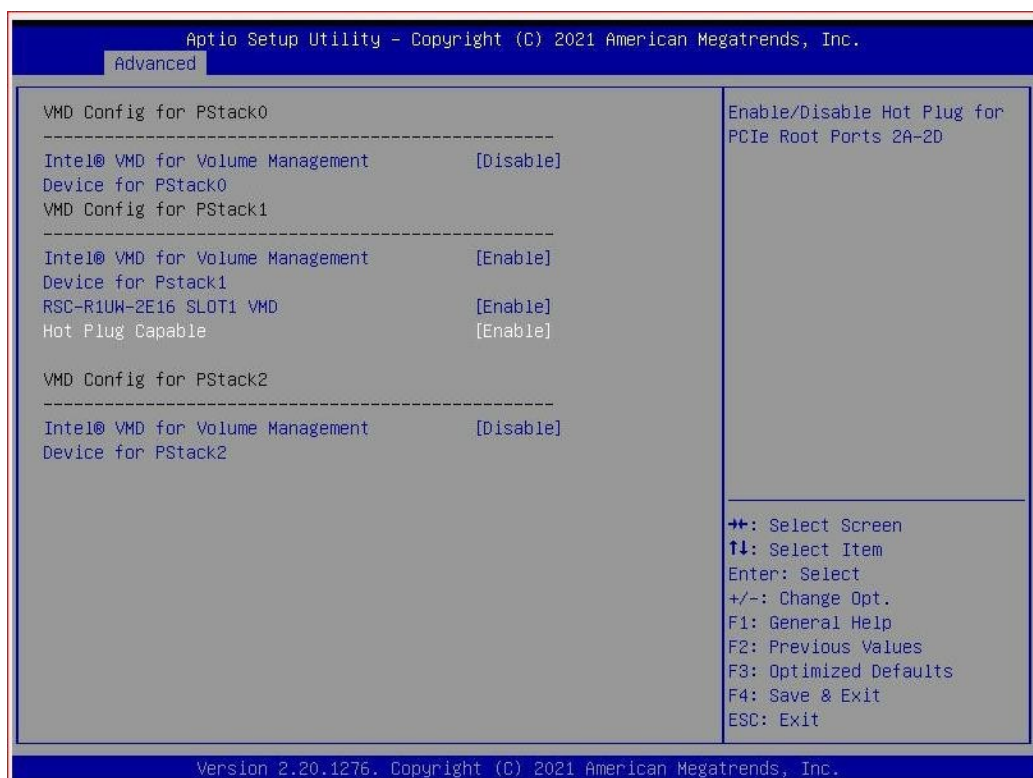 Aptio Setup Utility – Copyright (C) 2021 American Megatrends, Inc.
Advanced
VMD Config for PStack0
----------------------------------------------------
Intel® VMD for Volume Management [Disable]
Device for PStack0
VMD Config for PStack1
----------------------------------------------------
Intel® VMD for Volume Management [Enable]
Device for Pstack1
RSC-R1UW-2E16 SLOT1 VMD [Enable]
Hot Plug Capable [Enable]
VMD Config for PStack2
----------------------------------------------------
Intel® VMD for Volume Management [Disable]
Device for PStack2
Enable/Disable Hot Plug for
PCIe Root Ports 2A-2D
→←: Select Screen
↑↓: Select Item
Enter: Select
+/-: Change Opt.
F1: General Help
F2: Previous Values
F3: Optimized Defaults
F4: Save & Exit
ESC: Exit
Version 2.20.1276. Copyright (C) 2021 American Megatrends, Inc.